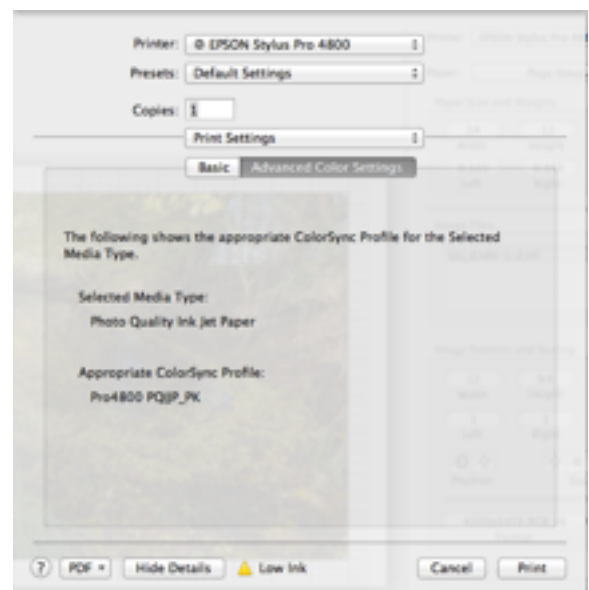 Printer: EPSON Stylus Pro 4800
Presets: Default Settings
Copies: 1
Print Settings
Basic Advanced Color Settings
The following shows the appropriate ColorSync Profile for the Selected
Media Type.
Selected Media Type:
Photo Quality Ink Jet Paper
Appropriate ColorSync Profile:
Pro4800 PQIJP_PK
? PDF Hide Details Low Ink Cancel Print